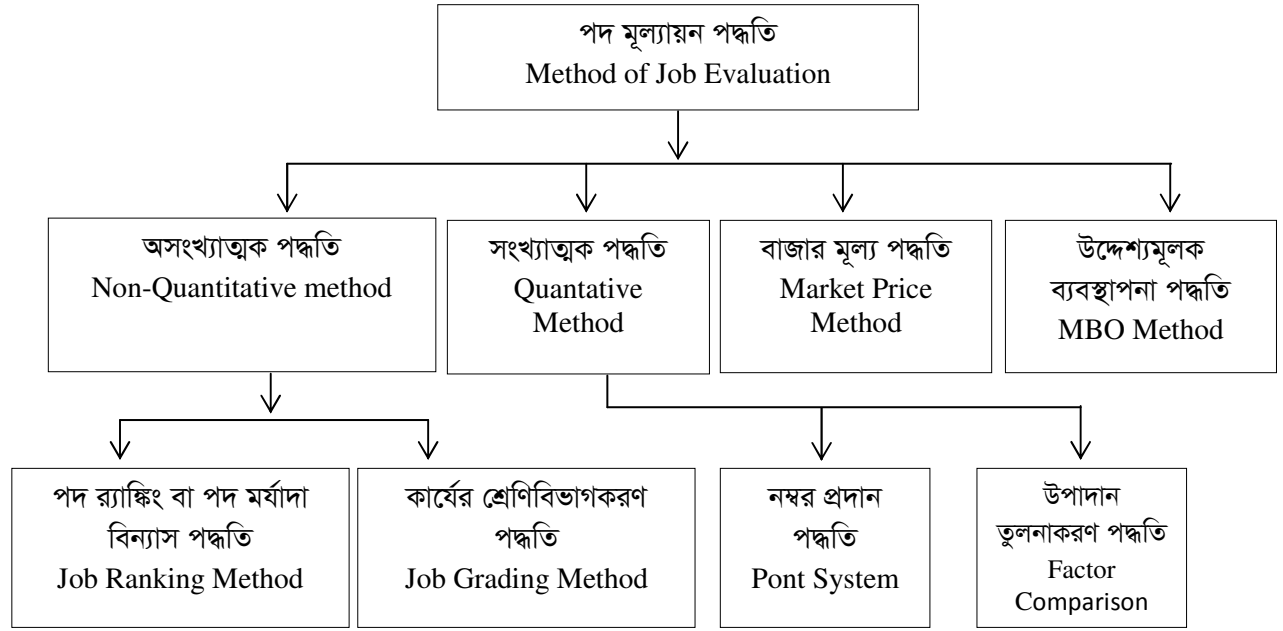 পদ মূল্যায়ন পদ্ধতি
Method of Job Evaluation
অসংখ্যাত্মক পদ্ধতি
Non-Quantitative method
সংখ্যাত্মক পদ্ধতি
Quantative
Method
বাজার মূল্য পদ্ধতি
Market Price
Method
উদ্দেশ্যমূলক
ব্যবস্থাপনা পদ্ধতি
MBO Method
পদ র‍্যাঙ্কিং বা পদ মর্যাদা
বিন্যাস পদ্ধতি
Job Ranking Method
কার্যের শ্রেণিবিভাগকরণ
পদ্ধতি
Job Grading Method
নম্বর প্রদান
পদ্ধতি
Pont System
উপাদান
তুলনাকরণ পদ্ধতি
Factor
Comparison